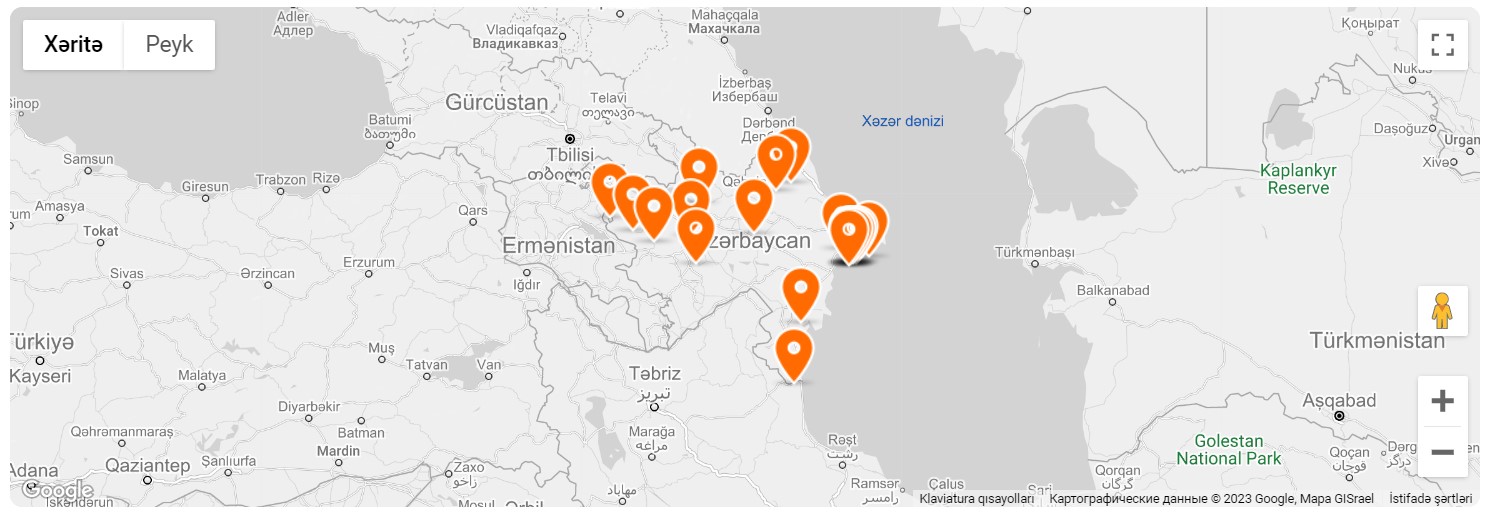 Xəritə
Peyk
Adler
Адлер
Vladiqafqaz
Владикавказ
Mahaçqala
Махачкала
Қоңырат
Nukus
Sinop
Gürcüstan
Telavi
თელავი
İzberbaş
Избербаш
Batumi
ბათუმი
Dərbənd
Xəzər dənizi
Daşoğuz
Urgan
Xivə
Samsun
Tbilisi
Giresun
Trabzon
Rizə
Kaplankyr
Reserve
Amasya
Tokat
Qars
Ermənistan
zərbaycan
Türkmənbaşı
Sivas
Ərzincan
Erzurum
Iğdır
Balkanabad
Türkiyə
Kayseri
Muş
Tatvan
Van
Malatya
Təbriz
تبریز
Türkmənistan
Aşqabad
Diyarbəkir
Batman
Qəhrəmanmaraş
Mardin
Marağa
مراغه
Rəşt
رشت
Golestan
National Park
Qoçan
قوچان
درگز
Adana
Qaziantep
Şanlıurfa
Zaxo
زاخو
Qorqan
گرگان
Google
İskəndərun
Mosul
مهاباد
Ramsər
رامسر
Çalus
Sari
Klaviatura qısayolları
Картографические данные © 2023 Google, Mapa GISrael
İstifadə şərtləri